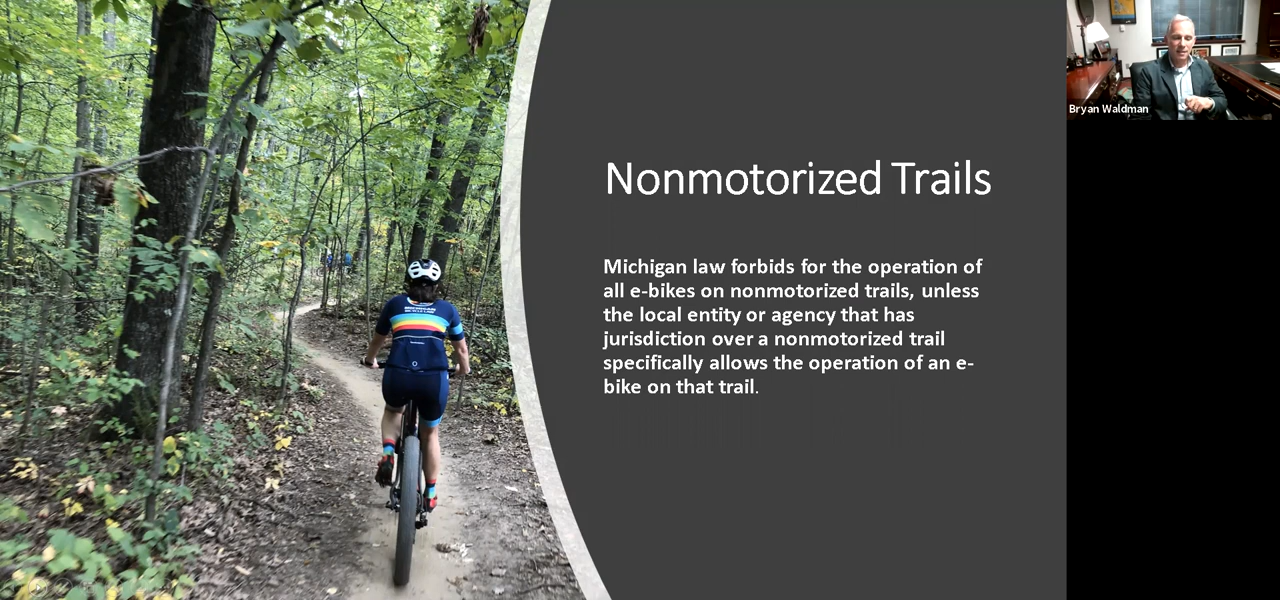 Nonmotorized Trails
Michigan law forbids for the operation of
all e-bikes on nonmotorized trails, unless
the local entity or agency that has
jurisdiction over a nonmotorized trail
specifically allows the operation of an e-
bike on that trail.
Bryan Waldman